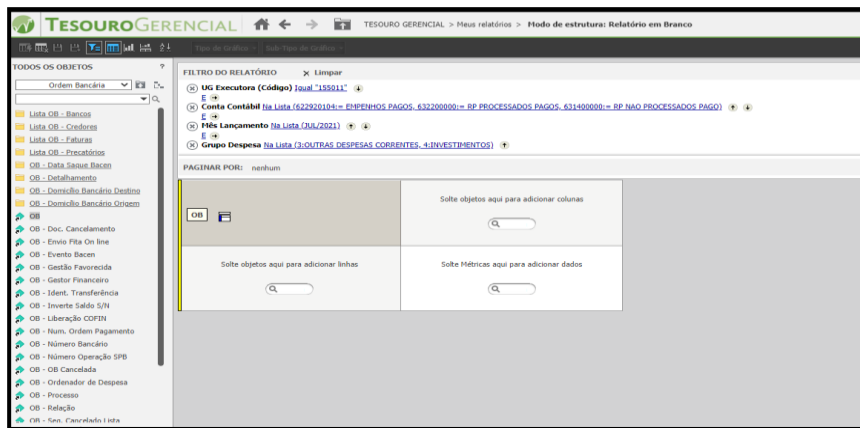 TESOUROGERENCIAL TESOURO GERENCIAL > Meus relatórios > Modo de estrutura: Relatório em Branco
Tipo de Gráfico Sub-Tipo de Gráfico
TODOS OS OBJETOS ?
Ordem Bancária
Lista OB - Bancos
Lista OB - Credores
Lista OB - Faturas
Lista OB - Precatórios
OB - Data Saque Bacen
OB - Detalhamento
OB - Domicílio Bancário Destino
OB - Domicílio Bancário Origem
OB
OB - Doc. Cancelamento
OB - Envio Fita On line
OB - Evento Bacen
OB - Gestão Favorecida
OB - Gestor Financeiro
OB - Ident. Transferência
OB - Inverte Saldo S/N
OB - Liberação COFIN
OB - Num. Ordem Pagamento
OB - Número Bancário
OB - Número Operação SPB
OB - OB Cancelada
OB - Ordenador de Despesa
OB - Processo
OB - Relação
OB - Seq. Cancelado Lista
FILTRO DO RELATÓRIO x Limpar
UG Executora (Código) Igual "155011"
E
Conta Contábil Na Lista (622920104:= EMPENHOS PAGOS, 632200000:= RP PROCESSADOS PAGOS, 631400000:= RP NAO PROCESSADOS PAGO)
E
Mês Lançamento Na Lista (JUL/2021)
E
Grupo Despesa Na Lista (3:OUTRAS DESPESAS CORRENTES, 4:INVESTIMENTOS)
PAGINAR POR: nenhum
OB
Solte objetos aqui para adicionar colunas
Solte objetos aqui para adicionar linhas
Solte Métricas aqui para adicionar dados